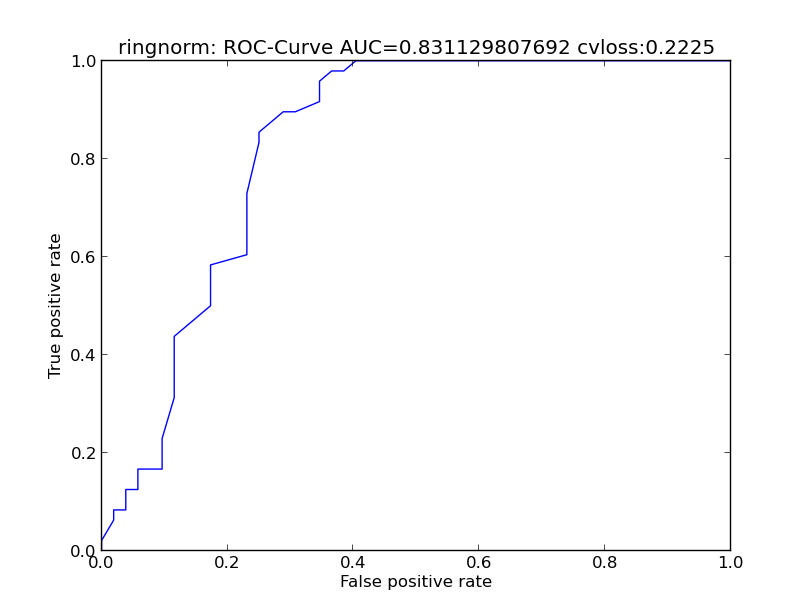 ringnorm: ROC-Curve AUC=0.831129807692 cvloss:0.2225
1.0
0.8
0.6
0.4
0.2
0.0
True positive rate
0.0 0.2 0.4 0.6 0.8 1.0
False positive rate